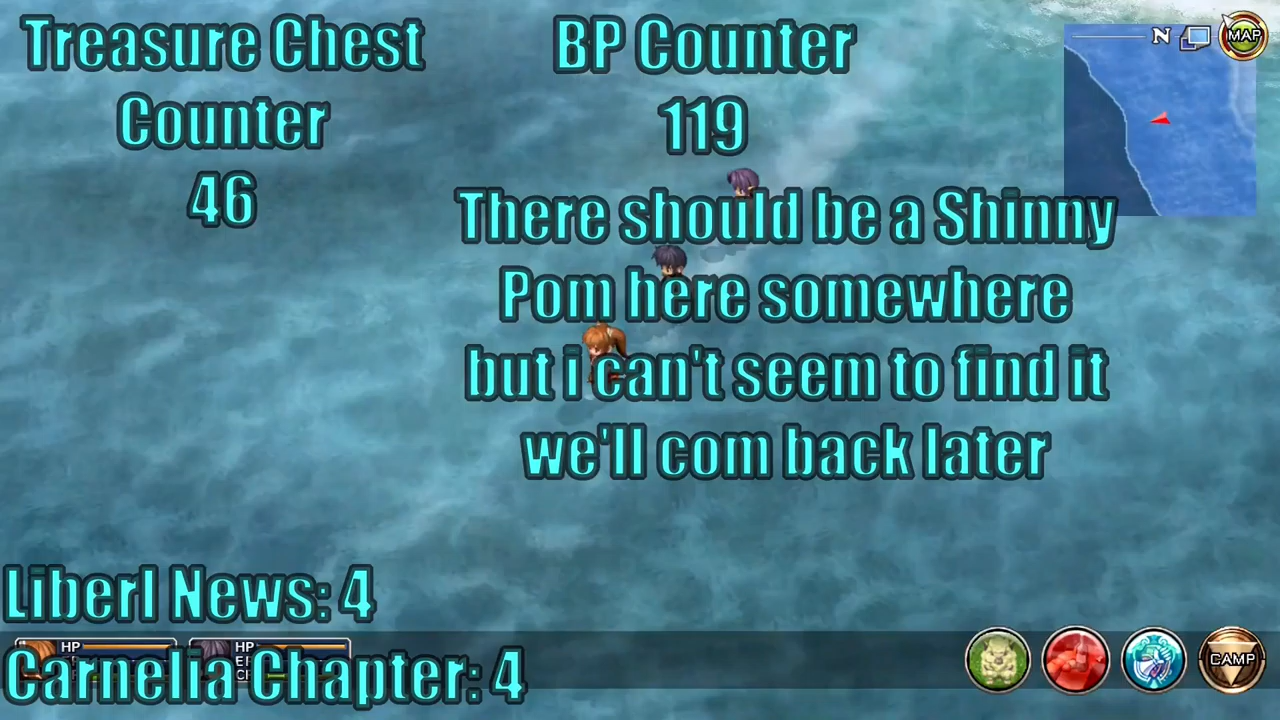 Treasure Chest
Counter
46
BP Counter
119
N
MAP
There should be a Shinny
Pom here somewhere
but i can't seem to find it
we'll com back later
Liberl News: 4
HP
HP
Carnelia Chapter: 4
CAMP